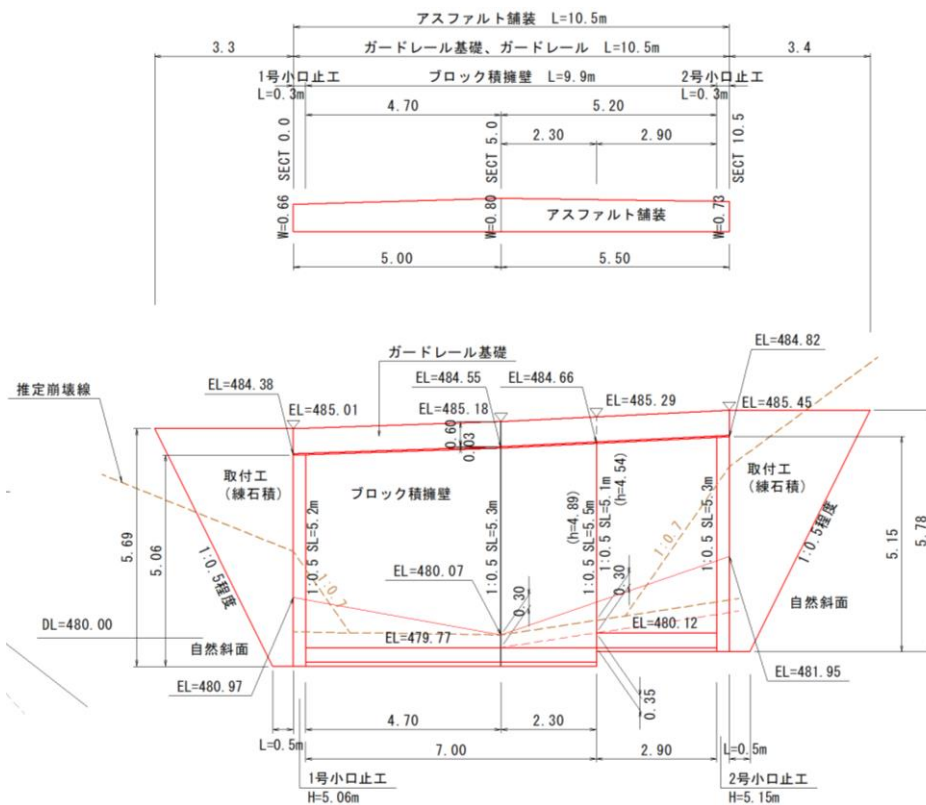 アスファルト舗装 L=10.5m
3.3
ガードレール基礎、ガードレール L=10.5m
3.4
1号小口止工
L=0.3m
ブロック積擁壁 L=9.9m
2号小口止工
L=0.3m
4.70
5.20
2.30
2.90
SECT 0.0
SECT 5.0
SECT 10.5
W=0.66
W=0.80
アスファルト舗装
W=0.73
5.00
5.50
ガードレール基礎
EL=484.82
推定崩壊線
EL=484.38
EL=484.55
EL=484.66
EL=485.01
EL=485.18
EL=485.29
EL=485.45
0.60
0.03
取付工
(練石積)
ブロック積擁壁
取付工
(練石積)
5.69
5.06
1:0.5程度
1:0.5 SL=5.2m
1:0.7
1:0.5 SL=5.3m
(h=4.89)
1:0.5 SL=5.5m
1:0.5 SL=5.1m
(h=4.54)
1:0.7
1:0.5 SL=5.3m
1:0.5程度
5.15
5.78
EL=480.07
0.30
0.30
DL=480.00
自然斜面
EL=479.77
EL=480.12
自然斜面
EL=480.97
EL=481.95
0.35
4.70
2.30
L=0.5m
7.00
2.90
L=0.5m
1号小口止工
H=5.06m
2号小口止工
H=5.15m